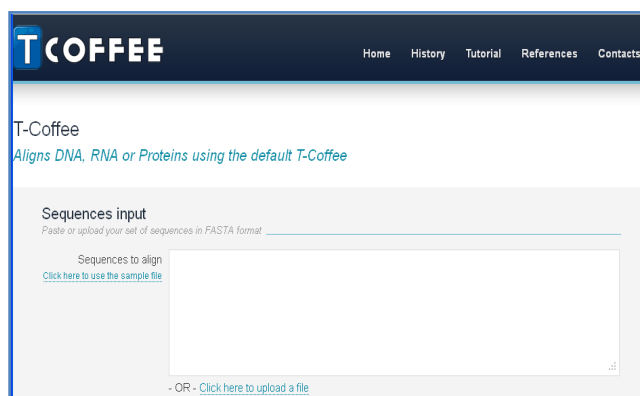 T COFFEE
Home History Tutorial References Contacts
T-Coffee
Aligns DNA, RNA or Proteins using the default T-Coffee
Sequences input
Paste or upload your set of sequences in FASTA format
Sequences to align
Click here to use the sample file
- OR - Click here to upload a file